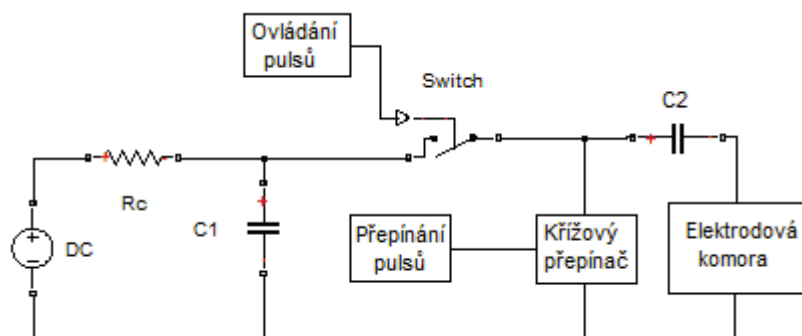 Ovládání
pulsů
Switch
C2
Rc
DC
C1
Přepínání
pulsů
Křížový
přepínač
Elektrodová
komora